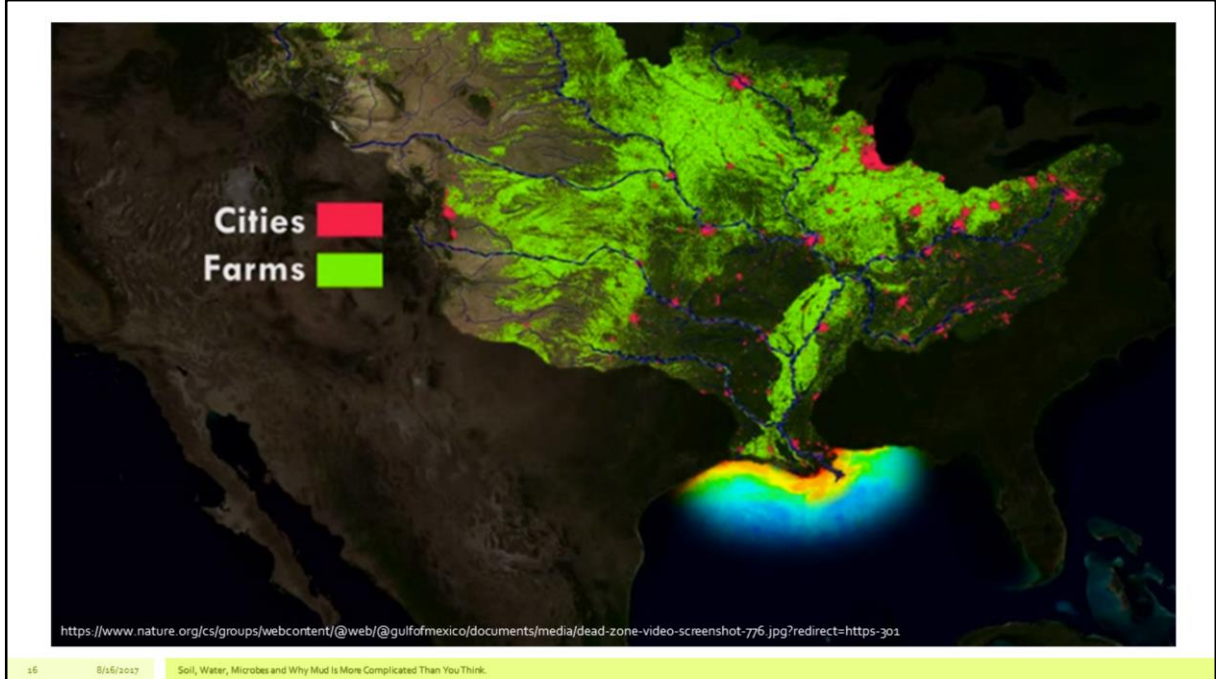 Cities
Farms
https://www.nature.org/cs/groups/webcontent/@web/@gulfofmexico/documents/media/dead-zone-video-screenshot-776.jpg?redirect=https-301
16 8/16/2017 Soil, Water, Microbes and Why Mud Is More Complicated Than You Think.